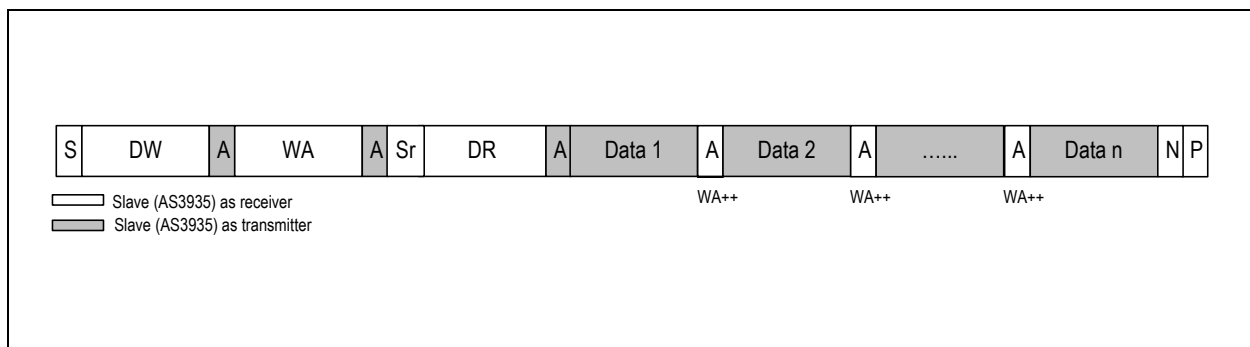 S DW A WA A Sr DR A Data 1 A Data 2 A …... A Data n N P
WA++ WA++ WA++
Slave (AS3935) as receiver
Slave (AS3935) as transmitter